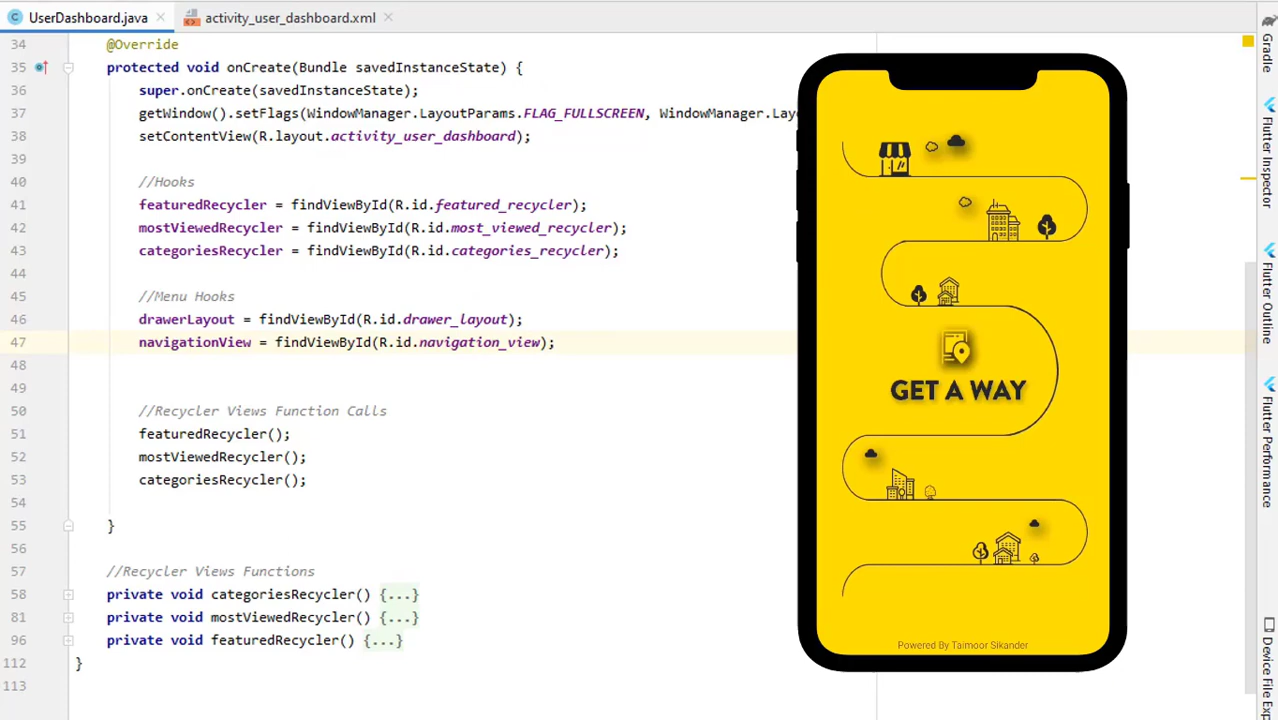 UserDashboard.java
activity_user_dashboard.xml
34 @Override
35 protected void onCreate(Bundle savedInstanceState) {
36 super.onCreate(savedInstanceState);
37 getWindow().setFlags(WindowManager.LayoutParams.FLAG_FULLSCREEN, WindowManager.Lay
38 setContentView(R.layout.activity_user_dashboard);
39
40 //Hooks
41 featuredRecycler = findViewById(R.id.featured_recycler);
42 mostViewedRecycler = findViewById(R.id.most_viewed_recycler);
43 categoriesRecycler = findViewById(R.id.categories_recycler);
44
45 //Menu Hooks
46 drawerLayout = findViewById(R.id.drawer_layout);
47 navigationView = findViewById(R.id.navigation_view);
48
49
50 //Recycler Views Function Calls
51 featuredRecycler();
52 mostViewedRecycler();
53 categoriesRecycler();
54
55 }
56
57 //Recycler Views Functions
58 private void categoriesRecycler() {...}
81 private void mostViewedRecycler() {...}
96 private void featuredRecycler() {...}
112 }
113
GET A WAY
Powered By Taimoor Sikander
Gradle
Flutter Inspector
Flutter Outline
Flutter Performance
Device File Exp